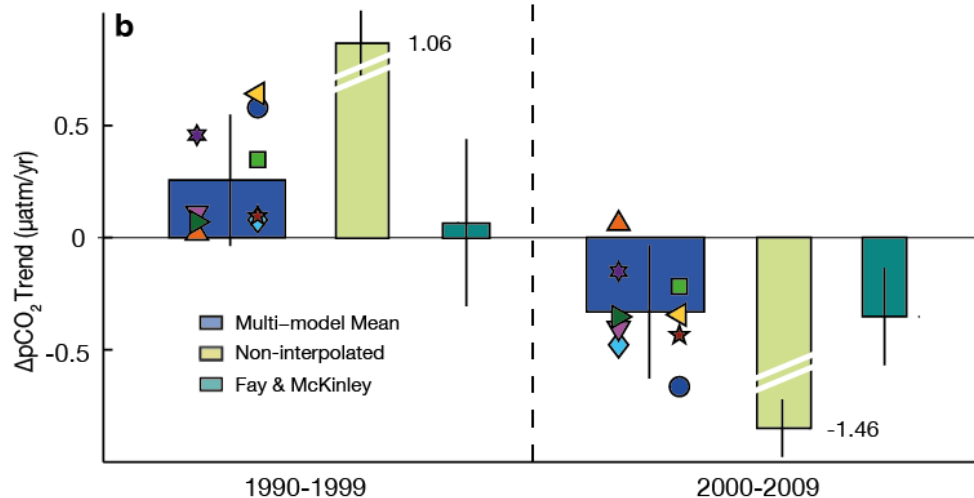 b
1.06
0.5
0
-0.5
ΔpCO₂ Trend (μatm/yr)
Multi–model Mean
Non-interpolated
Fay & McKinley
-1.46
1990-1999
2000-2009